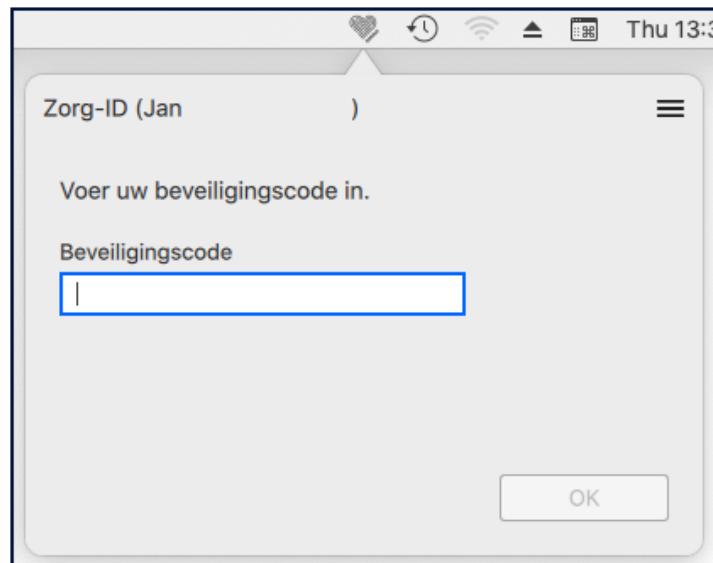 Thu 13:3
Zorg-ID (Jan )
Voer uw beveiligingscode in.
Beveiligingscode
OK